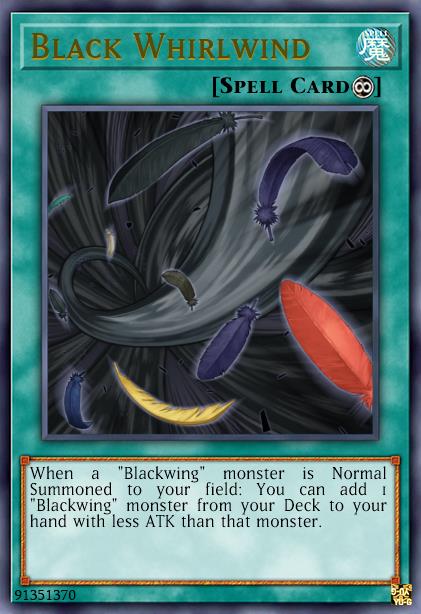 BLACK WHIRLWIND
SPELL
魔
[SPELL CARD]
When a "Blackwing" monster is Normal
Summoned to your field: You can add 1
"Blackwing" monster from your Deck to your
hand with less ATK than that monster.
91351370